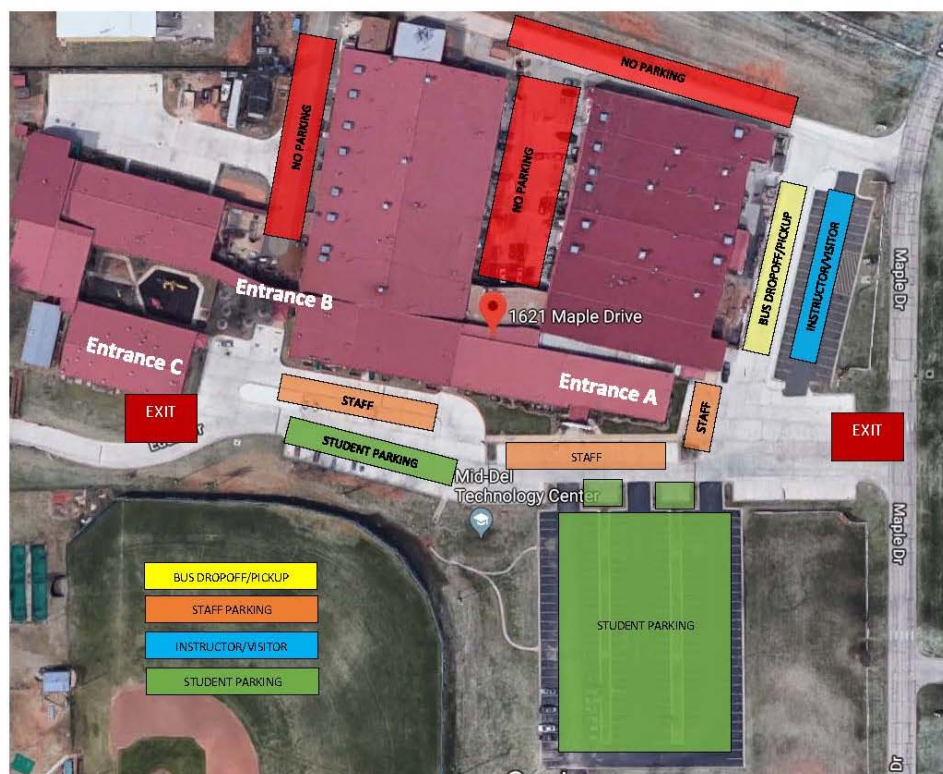 NO PARKING
NO PARKING
NO PARKING
BUS DROPOFF/PICKUP
INSTRUCTOR/VISITOR
Maple Dr
Entrance B
1621 Maple Drive
Entrance C
Entrance A
STAFF
STAFF
EXIT
EXIT
STUDENT PARKING
STAFF
Mid-Del
Technology Center
Maple Dr
BUS DROPOFF/PICKUP
STAFF PARKING
INSTRUCTOR/VISITOR
STUDENT PARKING
STUDENT PARKING